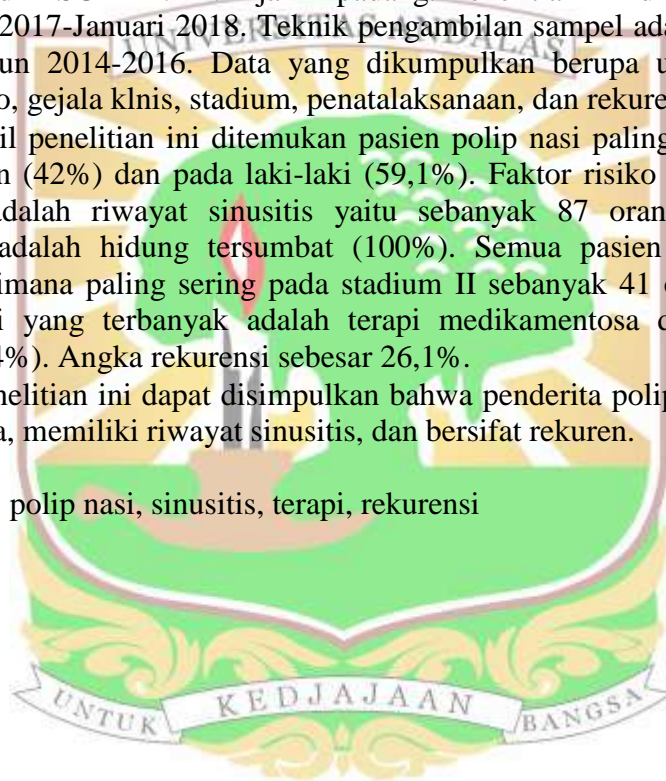 2017-Januari 2018. Teknik pengambilan sampel ada
UNIVERSITAS ANDALAS
un 2014-2016. Data yang dikumpulkan berupa u
o, gejala klnis, stadium, penatalaksanaan, dan rekure
il penelitian ini ditemukan pasien polip nasi paling
n (42%) dan pada laki-laki (59,1%). Faktor risiko
adalah riwayat sinusitis yaitu sebanyak 87 oran
adalah hidung tersumbat (100%). Semua pasien
imana paling sering pada stadium II sebanyak 41
i yang terbanyak adalah terapi medikamentosa d
4%). Angka rekurensi sebesar 26,1%.
nelitian ini dapat disimpulkan bahwa penderita polip
a, memiliki riwayat sinusitis, dan bersifat rekuren.
polip nasi, sinusitis, terapi, rekurensi
UNTUK KEDJAJAAN BANGSA